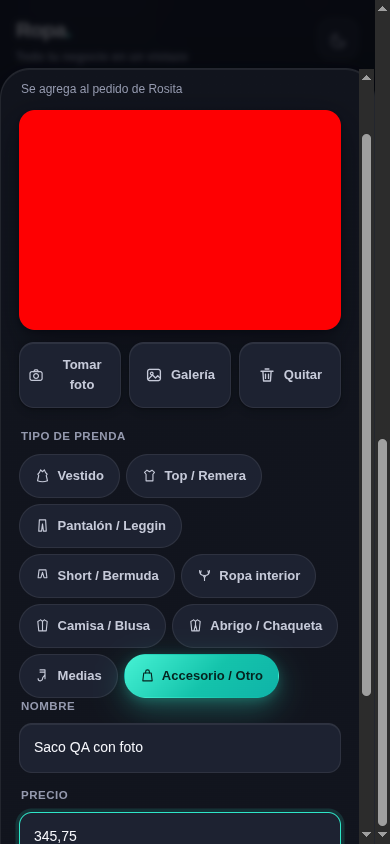 Ropa.
Se agrega al pedido de Rosita
Tomar
foto
Galería
Quitar
TIPO DE PRENDA
Vestido
Top / Remera
Pantalón / Leggin
Short / Bermuda
Ropa interior
Camisa / Blusa
Abrigo / Chaqueta
Medias
Accesorio / Otro
NOMBRE
Saco QA con foto
PRECIO
345,75